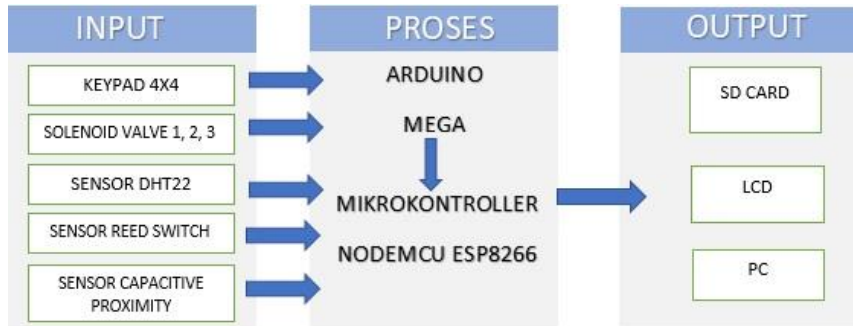 INPUT
KEYPAD 4X4
SOLENOID VALVE 1, 2, 3
SENSOR DHT22
SENSOR REED SWITCH
SENSOR CAPACITIVE
PROXIMITY
PROSES
ARDUINO
MEGA
MIKROKONTROLLER
NODEMCU ESP8266
OUTPUT
SD CARD
LCD
PC